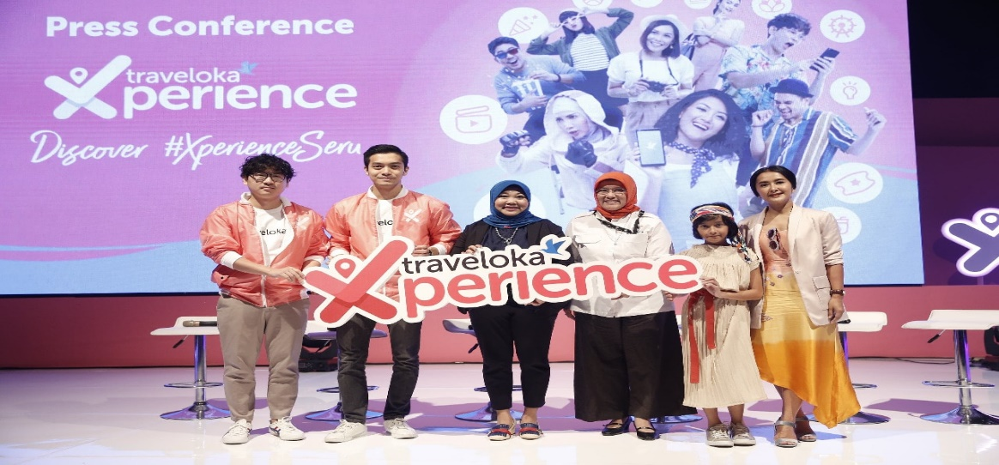 Press Conference
traveloka
Xperience
Discover #XperienceSeru
traveloka
Xperience